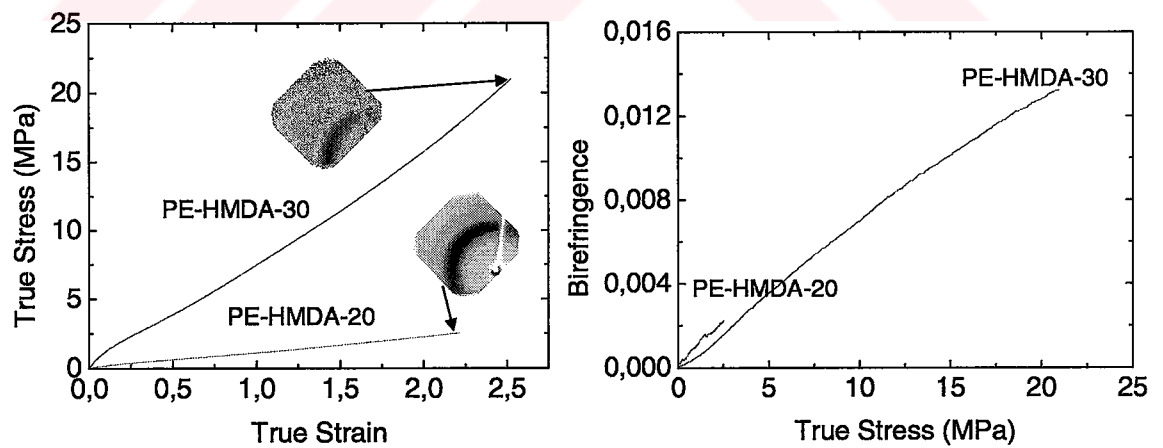 25
20
15
10
5
0
True Stress (MPa)
PE-HMDA-30
PE-HMDA-20
0,0 0,5 1,0 1,5 2,0 2,5
True Strain
0,016
0,012
0,008
0,004
0,000
Birefringence
PE-HMDA-30
PE-HMDA-20
0 5 10 15 20 25
True Stress (MPa)